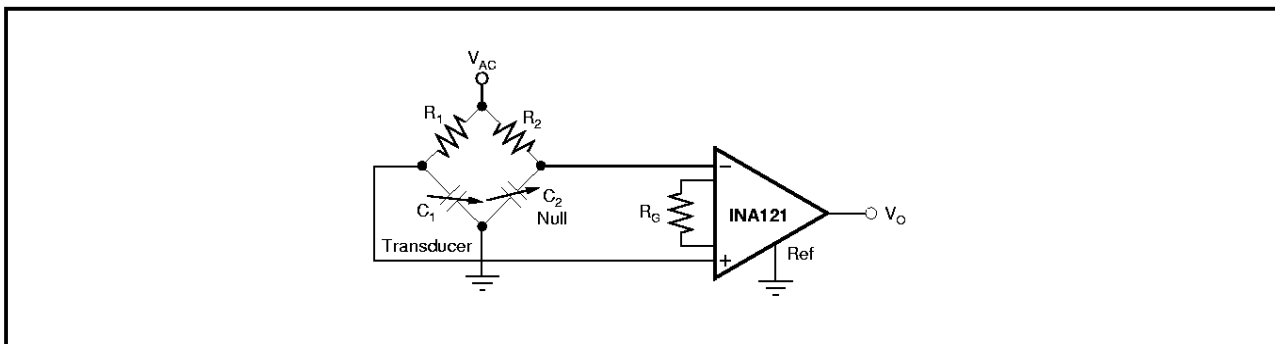 V_AC
R_1
R_2
C_1
C_2
Null
Transducer
−
R_G
INA121
V_O
+
Ref